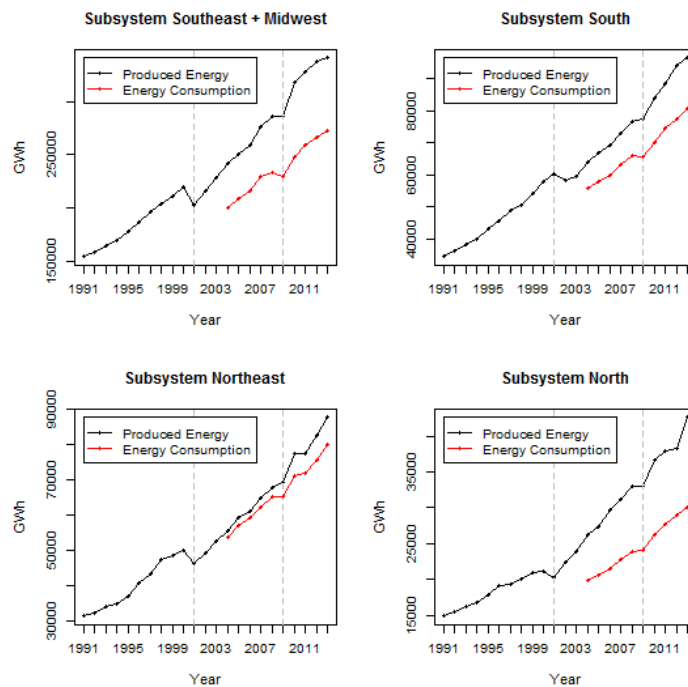 Subsystem Southeast + Midwest
Produced Energy
Energy Consumption
GWh
250000
150000
1991 1995 1999 2003 2007 2011
Year
Subsystem South
Produced Energy
Energy Consumption
GWh
80000
60000
40000
1991 1995 1999 2003 2007 2011
Year
Subsystem Northeast
Produced Energy
Energy Consumption
GWh
90000
70000
50000
30000
1991 1995 1999 2003 2007 2011
Year
Subsystem North
Produced Energy
Energy Consumption
GWh
35000
25000
15000
1991 1995 1999 2003 2007 2011
Year